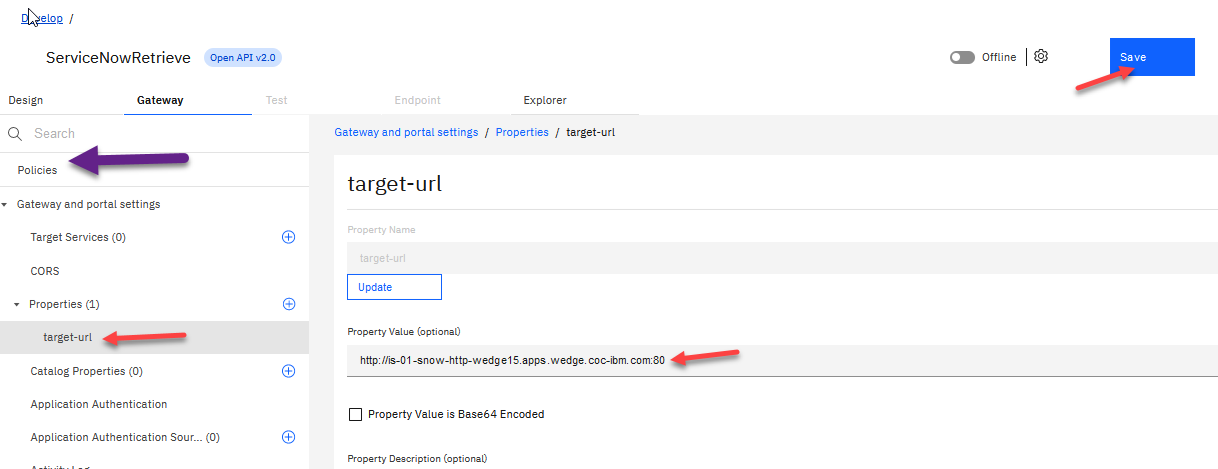 Develop /
ServiceNowRetrieve Open API v2.0
Offline
Save
Design Gateway Test Endpoint Explorer
Search
Policies
Gateway and portal settings
Target Services (0)
CORS
Properties (1)
target-url
Catalog Properties (0)
Application Authentication
Application Authentication Sour... (0)
Activity Log
Gateway and portal settings / Properties / target-url
target-url
Property Name
target-url
Update
Property Value (optional)
http://is-01-snow-http-wedge15.apps.wedge.coc-ibm.com:80
Property Value is Base64 Encoded
Property Description (optional)